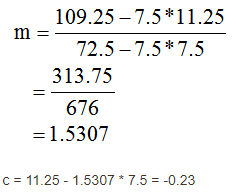 m = 109.25 – 7.5 * 11.25
72.5 – 7.5 * 7.5
= 313.75
676
= 1.5307
c = 11.25 - 1.5307 * 7.5 = -0.23